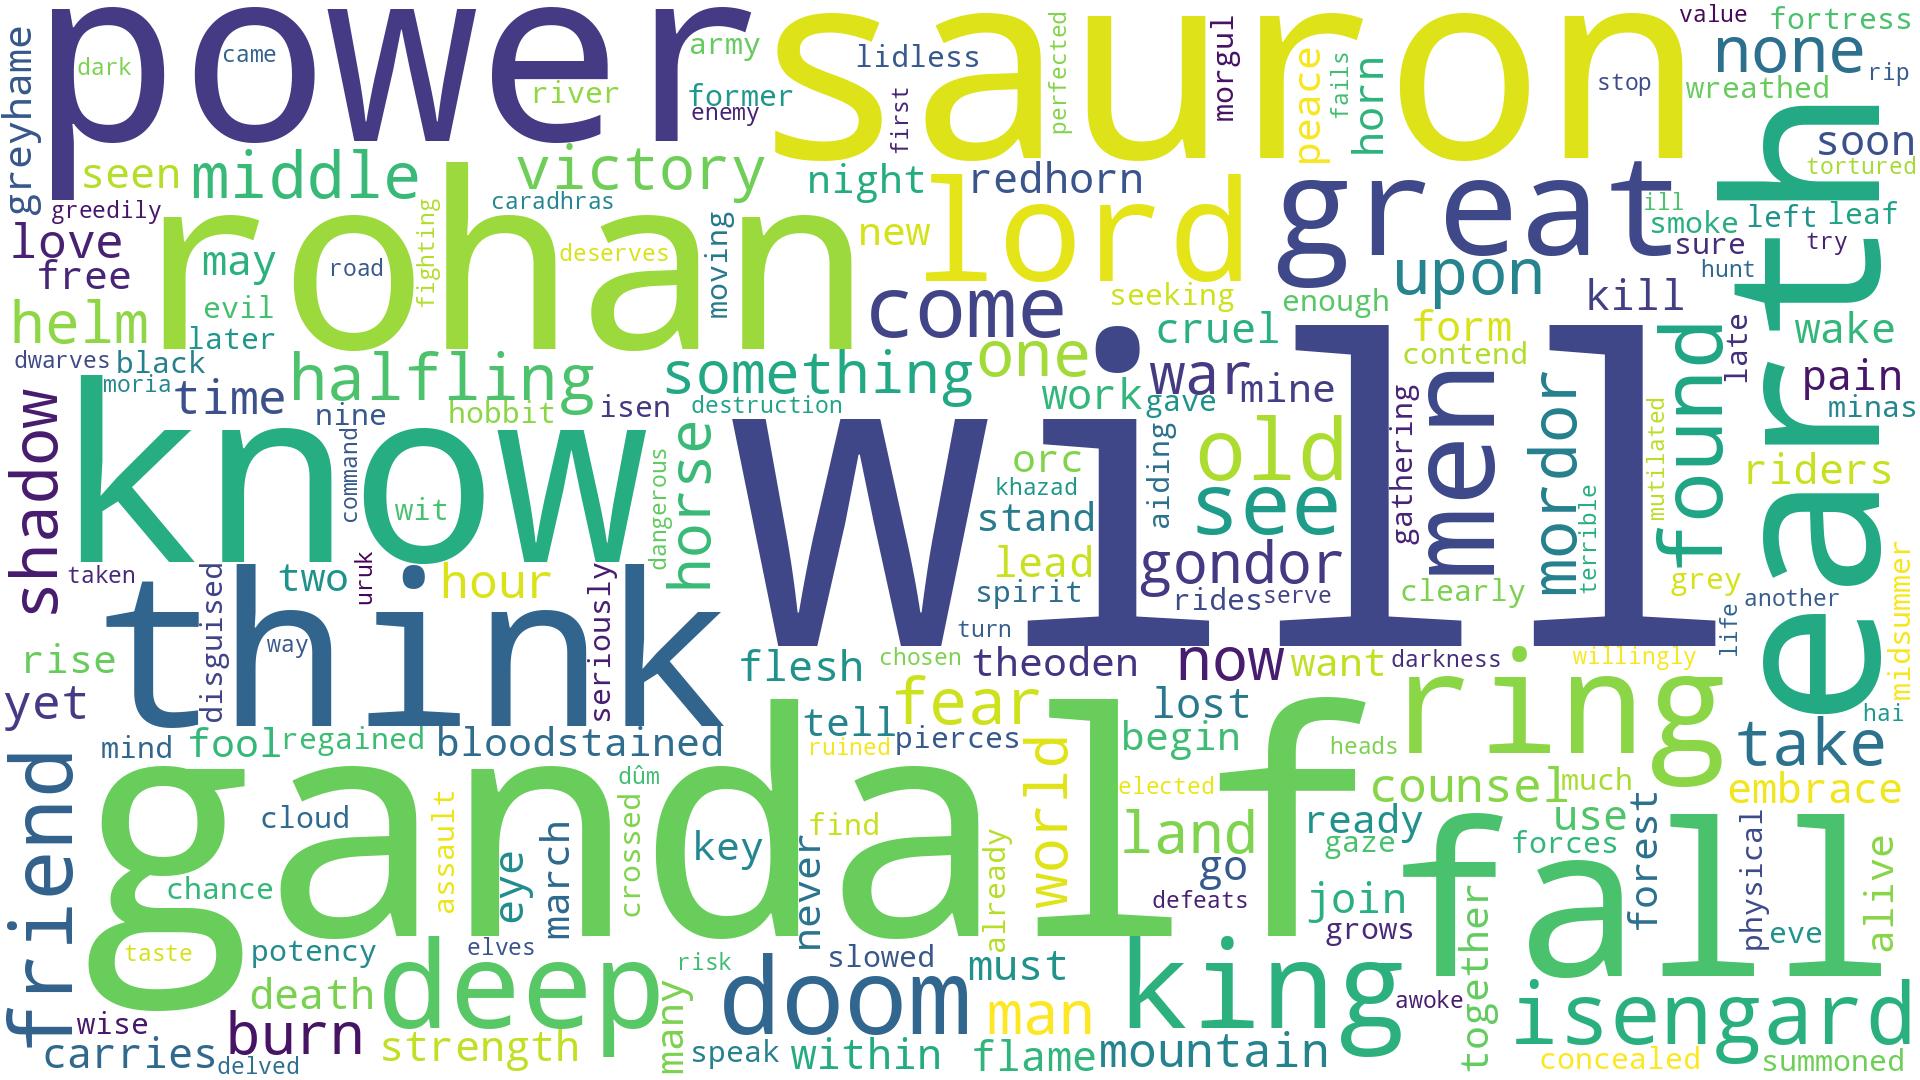 power
sauron
value
fortress
none
rip
wreathed
army
lidless
perfected
morgul
peace
fails
horn
stop
dark
came
river
former
enemy
first
greyhame
soon
tortured
seen
middle
victory
night
redhorn
great
earth
ill
smoke
left
leaf
greedily
caradhras
love
free
rohan
fighting
deserves
moving
new
lord
sure
try
may
road
upon
hunt
evil
come
seeking
enough
kill
helm
later
cruel
form
found
late
wake
dwarves
black
moria
halfling
something
one
contend
time
war
mine
pain
minas
nine
hobbit
isen
destruction
work
gave
shadow
know
command
wit
dangerous
horse
will
orc
khazad
aiding
old
see
gathering
men
mordor
terrible
mutilated
riders
stand
taken
uruk
two
hour
seriously
lead
gondor
spirit
rides
serve
clearly
grey
another
life
midsummer
think
disguised
way
turn
rise
yet
flesh
chosen
theoden
now
want
darkness
willingly
ring
hai
fear
lost
mind
fool
regained
bloodstained
tell
ruined
pierces
begin
heads
take
friend
gandalf
dûm
world
elected
counsel
much
embrace
cloud
assault
crossed
key
find
never
land
ready
use
forest
gaze
forces
physical
alive
eye
march
already
go
fall
chance
defeats
join
grows
together
eve
taste
potency
elves
risk
slowed
must
king
death
deep
many
doom
man
awoke
isengard
wise
burn
carries
delved
strength
speak
within
flame
mountain
concealed
summoned